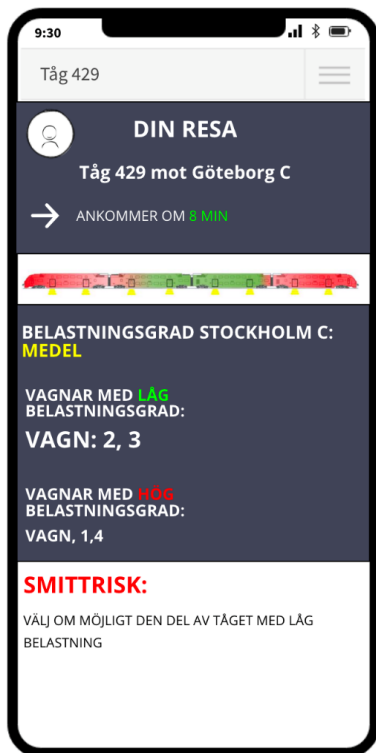 9:30
Tåg 429
DIN RESA
Tåg 429 mot Göteborg C
ANKOMMER OM 8 MIN
BELASTNINGSGRAD STOCKHOLM C:
MEDEL
VAGNAR MED LÅG
BELASTNINGSGRAD:
VAGN: 2, 3
VAGNAR MED HÖG
BELASTNINGSGRAD:
VAGN, 1,4
SMITTRISK:
VÄLJ OM MÖJLIGT DEN DEL AV TÅGET MED LÅG
BELASTNING